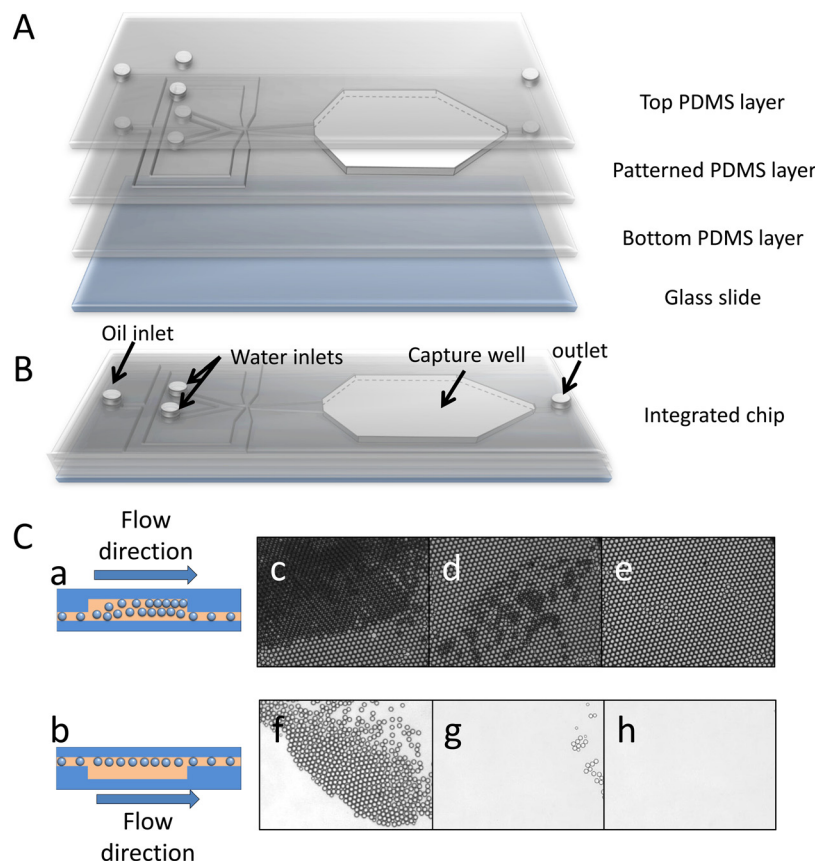 A
Top PDMS layer
Patterned PDMS layer
Bottom PDMS layer
Glass slide
Oil inlet
Water inlets
Capture well
outlet
B
Integrated chip
C
Flow
direction
a
c
d
e
b
f
g
h
Flow
direction